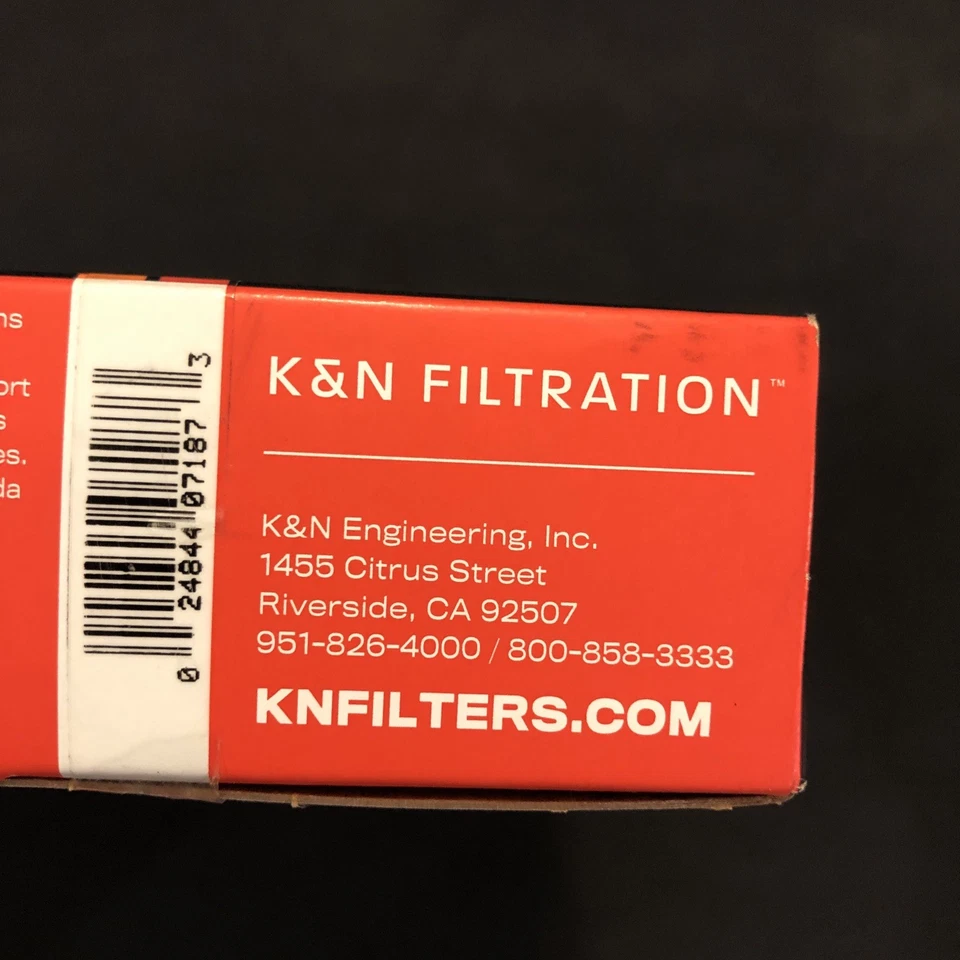 ns
ort
s
es.
da
0 24844 07187 3
K&N FILTRATION™
K&N Engineering, Inc.
1455 Citrus Street
Riverside, CA 92507
951-826-4000 / 800-858-3333
KNFILTERS.COM